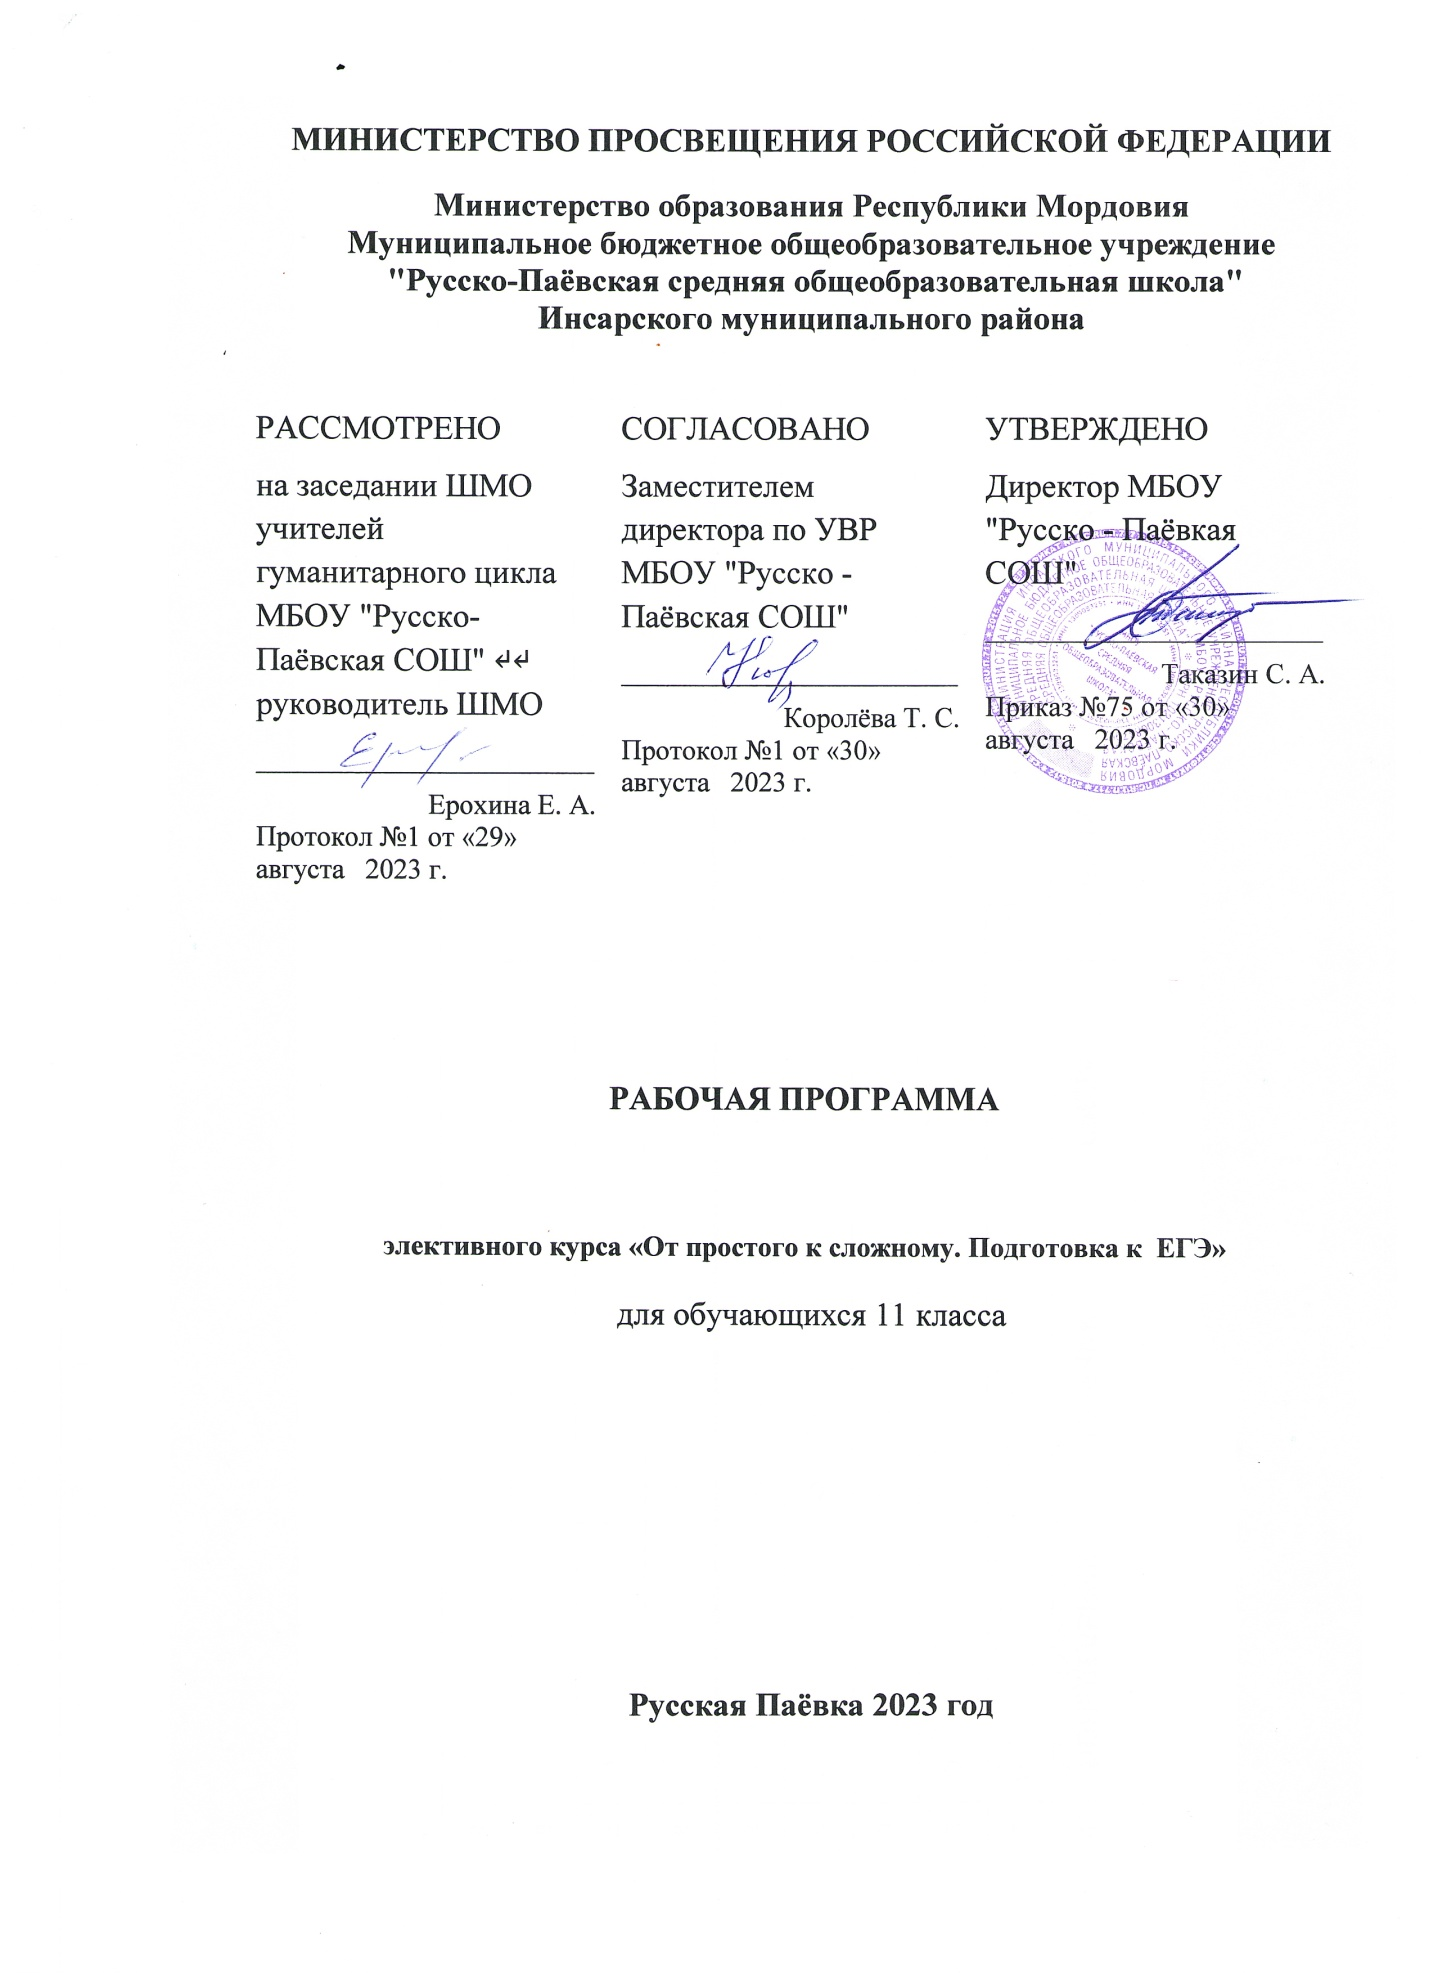 МИНИСТЕРСТВО ПРОСВЕЩЕНИЯ РОССИЙСКОЙ ФЕДЕРАЦИИ
Министерство образования Республики Мордовия
Муниципальное бюджетное общеобразовательное учреждение
"Русско-Паёвская средняя общеобразовательная школа"
Инсарского муниципального района
РАССМОТРЕНО
на заседании ШМО
учителей
гуманитарного цикла
МБОУ "Русско-
Паёвская СОШ" ↲↲
руководитель ШМО
Ерохина Е. А.
Протокол №1 от «29»
августа 2023 г.
СОГЛАСОВАНО
Заместителем
директора по УВР
МБОУ "Русско -
Паёвская СОШ"
Королёва Т. С.
Протокол №1 от «30»
августа 2023 г.
УТВЕРЖДЕНО
Директор МБОУ
"Русско - Паёвкая
СОШ"
Таказин С. А.
Приказ №75 от «30»
августа 2023 г.
РАБОЧАЯ ПРОГРАММА
элективного курса «От простого к сложному. Подготовка к ЕГЭ»
для обучающихся 11 класса
Русская Паёвка 2023 год